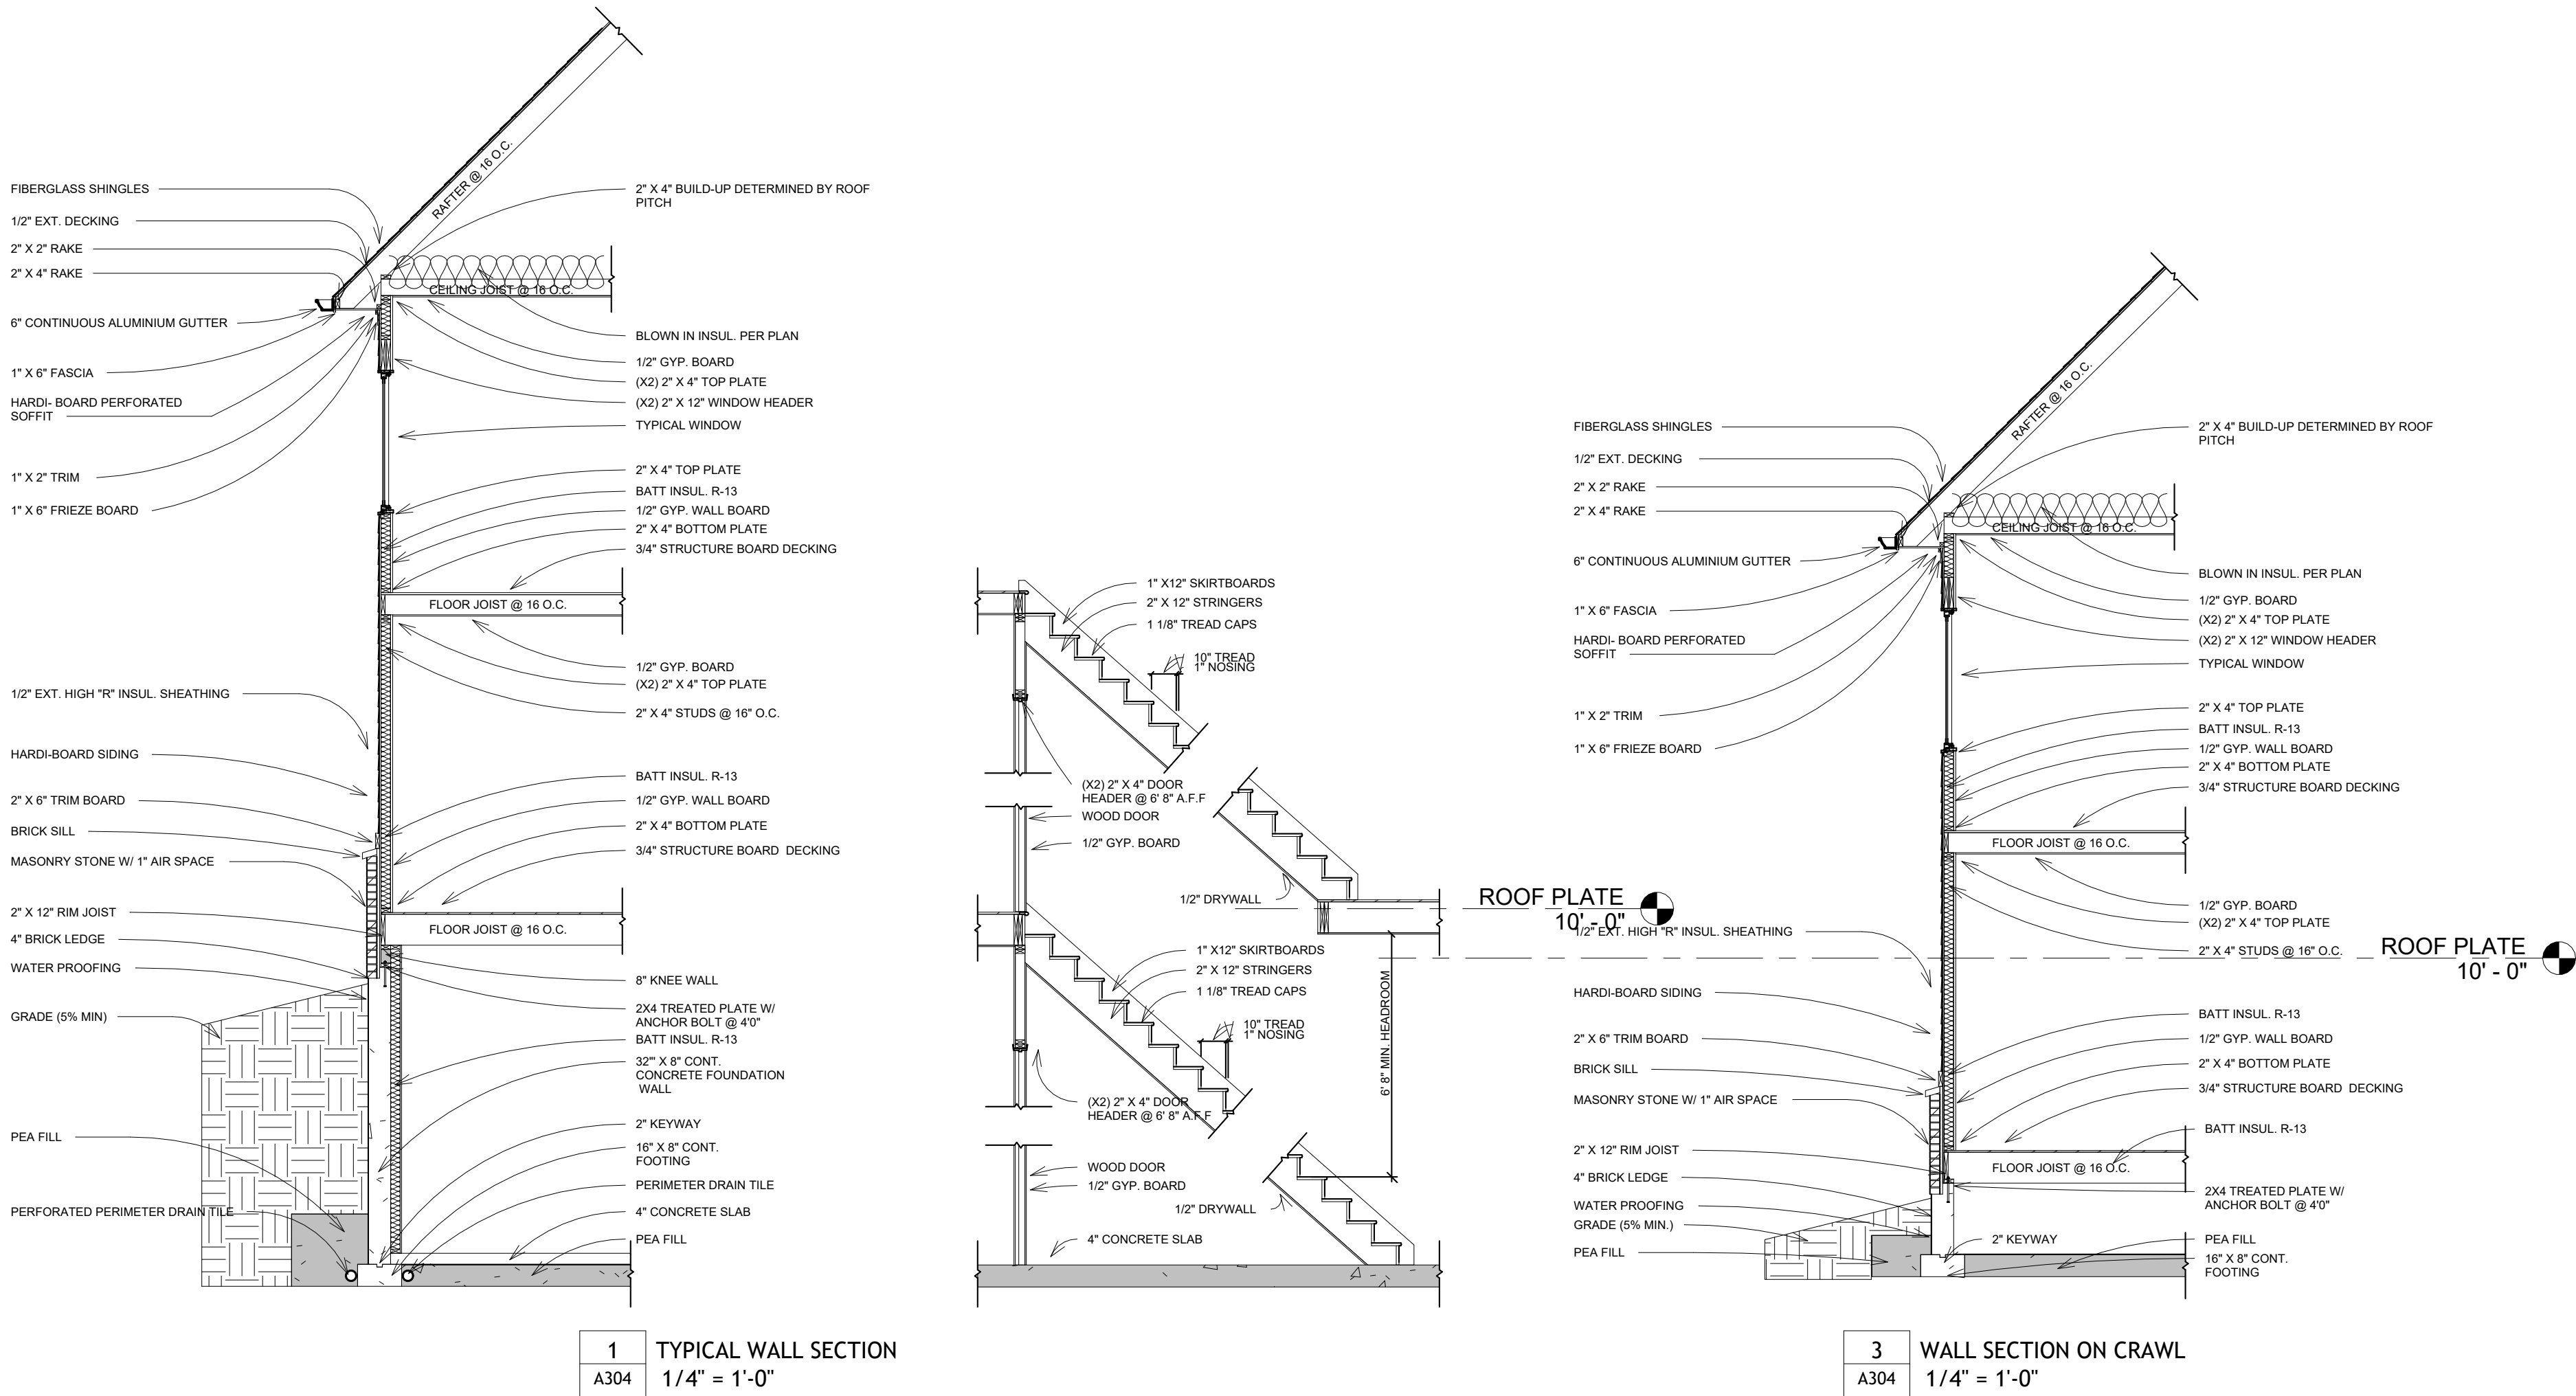 RAFTER @ 16 O.C.
FIBERGLASS SHINGLES
1/2" EXT. DECKING
2" X 2" RAKE
2" X 4" RAKE
6" CONTINUOUS ALUMINIUM GUTTER
1" X 6" FASCIA
HARDI- BOARD PERFORATED
SOFFIT
1" X 2" TRIM
1" X 6" FRIEZE BOARD
1/2" EXT. HIGH "R" INSUL. SHEATHING
HARDI-BOARD SIDING
2" X 6" TRIM BOARD
BRICK SILL
MASONRY STONE W/ 1" AIR SPACE
2" X 12" RIM JOIST
4" BRICK LEDGE
WATER PROOFING
GRADE (5% MIN)
PEA FILL
PERFORATED PERIMETER DRAIN TILE
2" X 4" BUILD-UP DETERMINED BY ROOF
PITCH
CEILING JOIST @ 16 O.C.
BLOWN IN INSUL. PER PLAN
1/2" GYP. BOARD
(X2) 2" X 4" TOP PLATE
(X2) 2" X 12" WINDOW HEADER
TYPICAL WINDOW
2" X 4" TOP PLATE
BATT INSUL. R-13
1/2" GYP. WALL BOARD
2" X 4" BOTTOM PLATE
3/4" STRUCTURE BOARD DECKING
FLOOR JOIST @ 16 O.C.
1/2" GYP. BOARD
(X2) 2" X 4" TOP PLATE
2" X 4" STUDS @ 16" O.C.
BATT INSUL. R-13
1/2" GYP. WALL BOARD
2" X 4" BOTTOM PLATE
3/4" STRUCTURE BOARD DECKING
FLOOR JOIST @ 16 O.C.
8" KNEE WALL
2X4 TREATED PLATE W/
ANCHOR BOLT @ 4'0"
BATT INSUL. R-13
32"' X 8" CONT.
CONCRETE FOUNDATION
WALL
2" KEYWAY
16" X 8" CONT.
FOOTING
PERIMETER DRAIN TILE
4" CONCRETE SLAB
PEA FILL
1
A304
TYPICAL WALL SECTION
1/4" = 1'-0"
1" X12" SKIRTBOARDS
2" X 12" STRINGERS
1 1/8" TREAD CAPS
10" TREAD
1" NOSING
(X2) 2" X 4" DOOR
HEADER @ 6' 8" A.F.F
WOOD DOOR
1/2" GYP. BOARD
1/2" DRYWALL
ROOF PLATE
10' - 0"
1" X12" SKIRTBOARDS
2" X 12" STRINGERS
1 1/8" TREAD CAPS
10" TREAD
1" NOSING
6' 8" MIN. HEADROOM
(X2) 2" X 4" DOOR
HEADER @ 6' 8" A.F.F
WOOD DOOR
1/2" GYP. BOARD
1/2" DRYWALL
4" CONCRETE SLAB
RAFTER @ 16 O.C.
FIBERGLASS SHINGLES
1/2" EXT. DECKING
2" X 2" RAKE
2" X 4" RAKE
6" CONTINUOUS ALUMINIUM GUTTER
1" X 6" FASCIA
HARDI- BOARD PERFORATED
SOFFIT
1" X 2" TRIM
1" X 6" FRIEZE BOARD
1/2" EXT. HIGH "R" INSUL. SHEATHING
HARDI-BOARD SIDING
2" X 6" TRIM BOARD
BRICK SILL
MASONRY STONE W/ 1" AIR SPACE
2" X 12" RIM JOIST
4" BRICK LEDGE
WATER PROOFING
GRADE (5% MIN.)
PEA FILL
2" X 4" BUILD-UP DETERMINED BY ROOF
PITCH
CEILING JOIST @ 16 O.C.
BLOWN IN INSUL. PER PLAN
1/2" GYP. BOARD
(X2) 2" X 4" TOP PLATE
(X2) 2" X 12" WINDOW HEADER
TYPICAL WINDOW
2" X 4" TOP PLATE
BATT INSUL. R-13
1/2" GYP. WALL BOARD
2" X 4" BOTTOM PLATE
3/4" STRUCTURE BOARD DECKING
FLOOR JOIST @ 16 O.C.
1/2" GYP. BOARD
(X2) 2" X 4" TOP PLATE
2" X 4" STUDS @ 16" O.C.
ROOF PLATE
10' - 0"
BATT INSUL. R-13
1/2" GYP. WALL BOARD
2" X 4" BOTTOM PLATE
3/4" STRUCTURE BOARD DECKING
BATT INSUL. R-13
FLOOR JOIST @ 16 O.C.
2X4 TREATED PLATE W/
ANCHOR BOLT @ 4'0"
2" KEYWAY
PEA FILL
16" X 8" CONT.
FOOTING
3
A304
WALL SECTION ON CRAWL
1/4" = 1'-0"